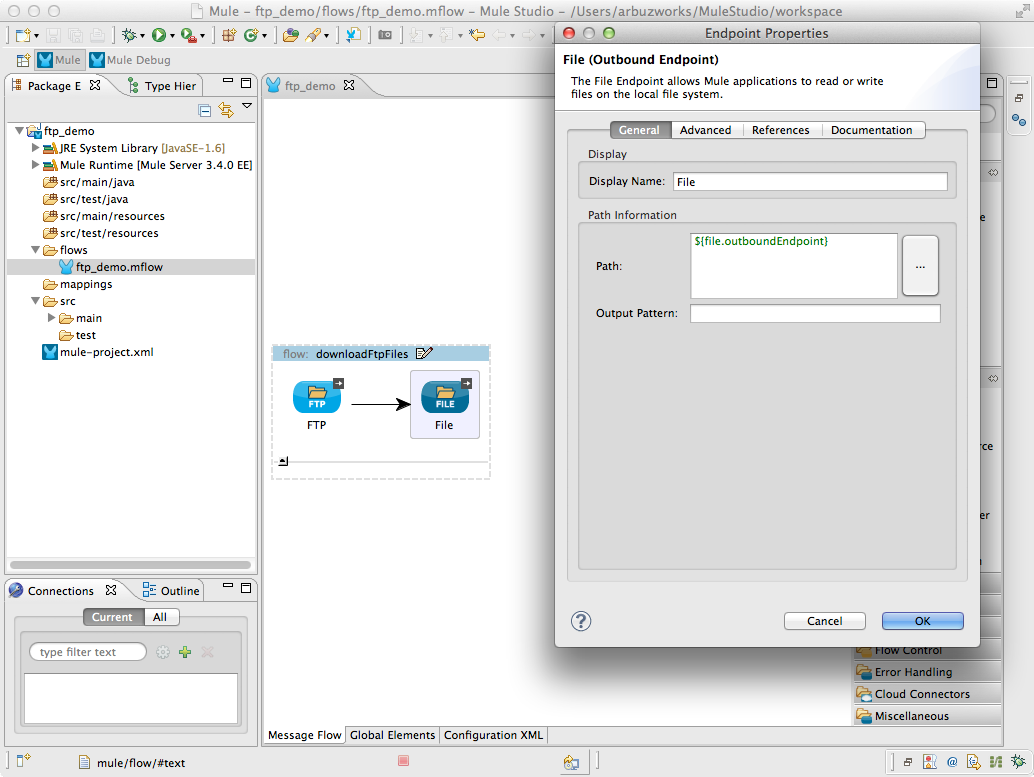 Mule – ftp_demo/flows/ftp_demo.mflow – Mule Studio – /Users/arbuzworks/MuleStudio/workspace
Mule
Mule Debug
Package E
Type Hier
ftp_demo
JRE System Library [JavaSE-1.6]
Mule Runtime [Mule Server 3.4.0 EE]
src/main/java
src/test/java
src/main/resources
src/test/resources
flows
ftp_demo.mflow
mappings
src
main
test
mule-project.xml
Connections
Outline
Current
All
type filter text
ftp_demo
flow: downloadFtpFiles
FTP
FILE
FTP
File
Message Flow
Global Elements
Configuration XML
Endpoint Properties
File (Outbound Endpoint)
The File Endpoint allows Mule applications to read or write
files on the local file system.
General
Advanced
References
Documentation
Display
Display Name:
File
Path Information
Path:
${file.outboundEndpoint}
...
Output Pattern:
?
Cancel
OK
e
rce
er
Flow Control
Error Handling
Cloud Connectors
Miscellaneous
mule/flow/#text
@